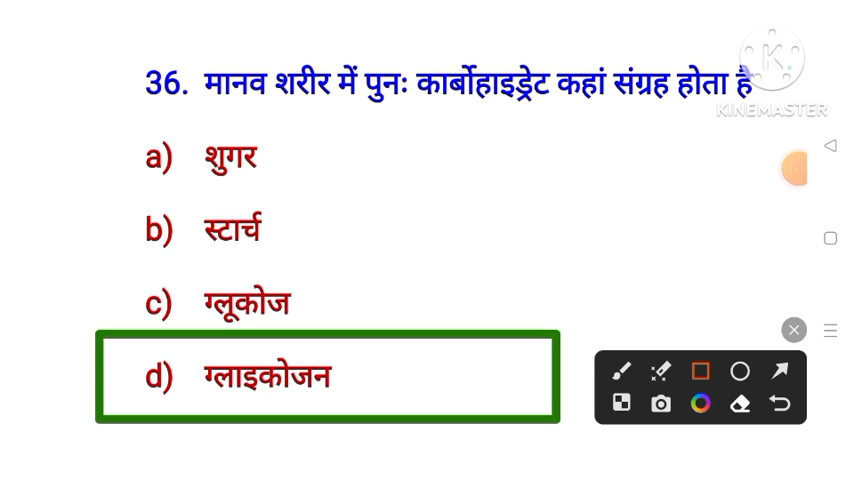 36. मानव शरीर में पुनः कार्बोहाइड्रेट कहां संग्रह होता है
KINEMASTER
a) शुगर
b) स्टार्च
c) ग्लूकोज
d) ग्लाइकोजन